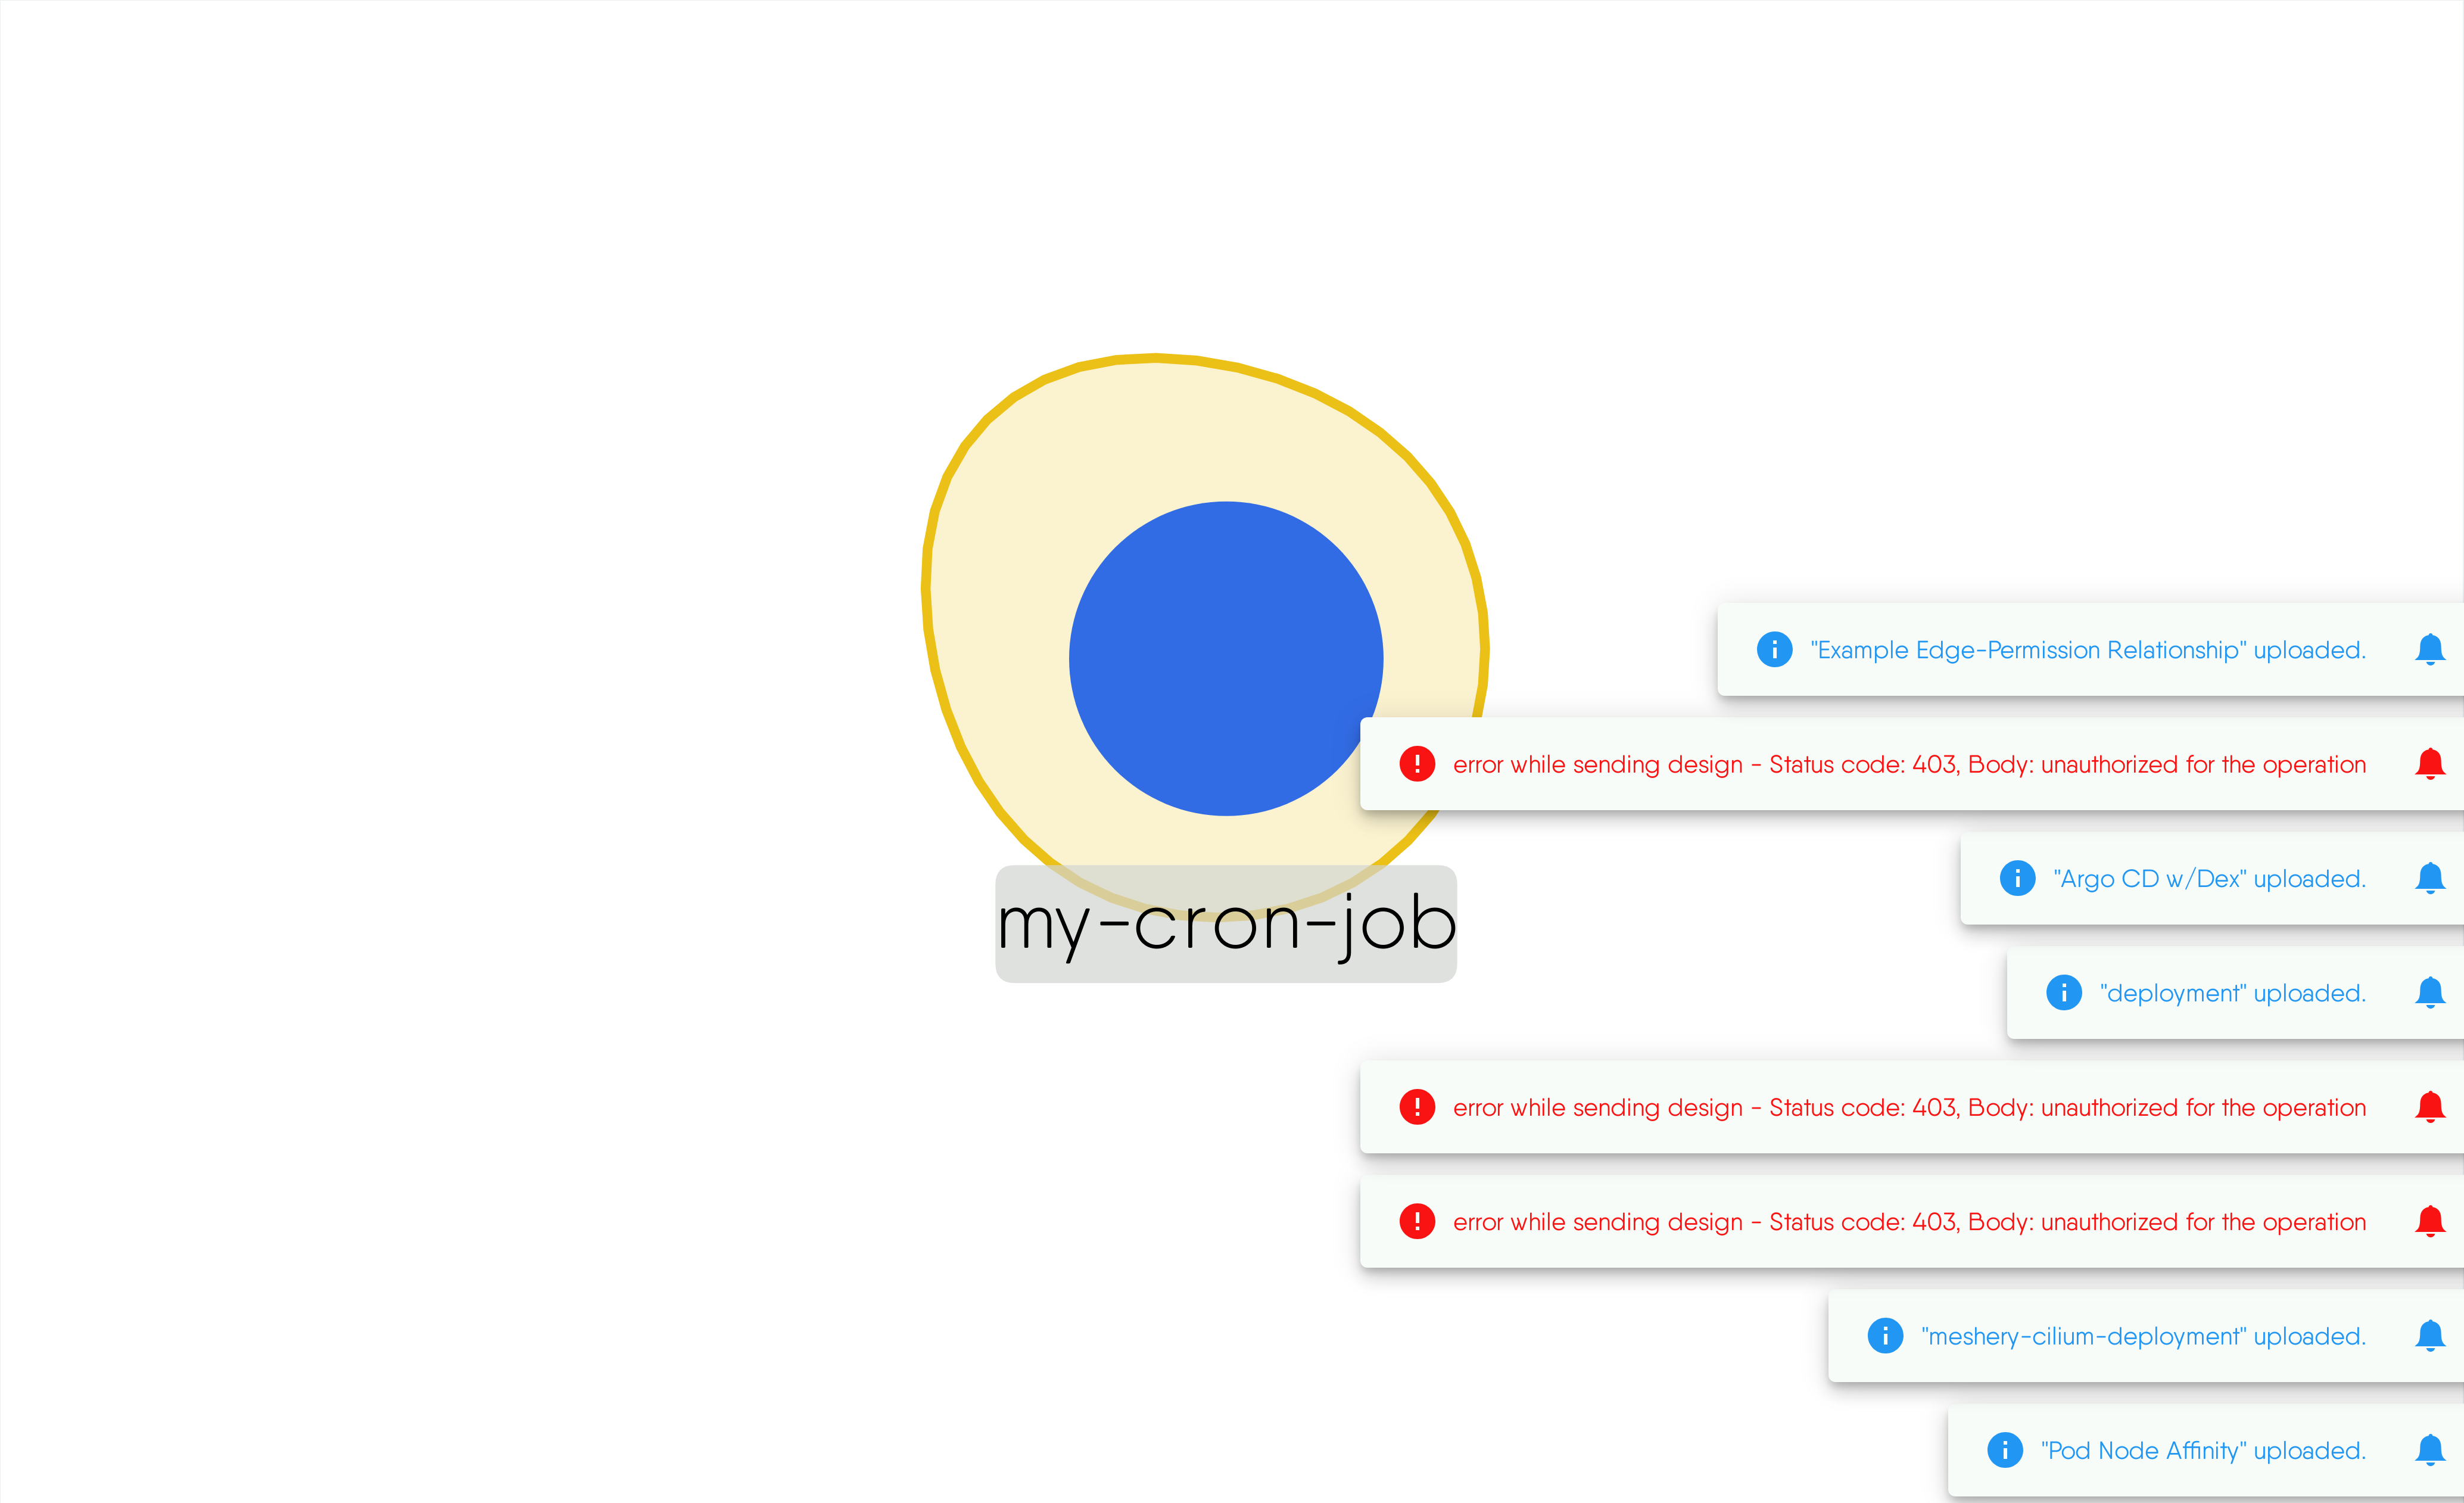 "Example Edge-Permission Relationship" uploaded.
error while sending design - Status code: 403, Body: unauthorized for the operation
"Argo CD w/Dex" uploaded.
my-cron-job
"deployment" uploaded.
error while sending design - Status code: 403, Body: unauthorized for the operation
error while sending design - Status code: 403, Body: unauthorized for the operation
"meshery-cilium-deployment" uploaded.
"Pod Node Affinity" uploaded.